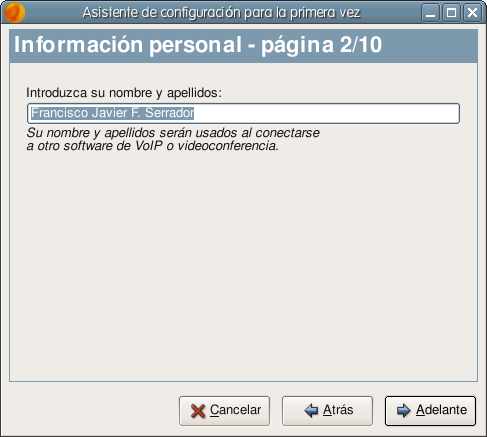 Asistente de configuración para la primera vez
Información personal - página 2/10
Introduzca su nombre y apellidos:
Francisco Javier F. Serrador
Su nombre y apellidos serán usados al conectarse
a otro software de VoIP o videoconferencia.
Cancelar
Atrás
Adelante